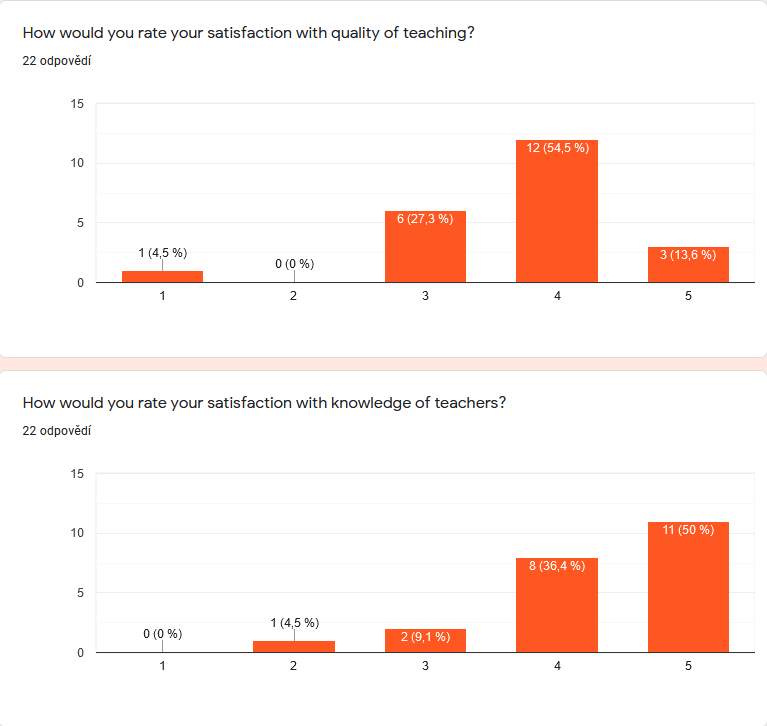 How would you rate your satisfaction with quality of teaching?
22 odpovědí
15
10
5
0
1 (4,5 %)
0 (0 %)
6 (27,3 %)
12 (54,5 %)
3 (13,6 %)
1 2 3 4 5
How would you rate your satisfaction with knowledge of teachers?
22 odpovědí
15
10
5
0
0 (0 %)
1 (4,5 %)
2 (9,1 %)
8 (36,4 %)
11 (50 %)
1 2 3 4 5